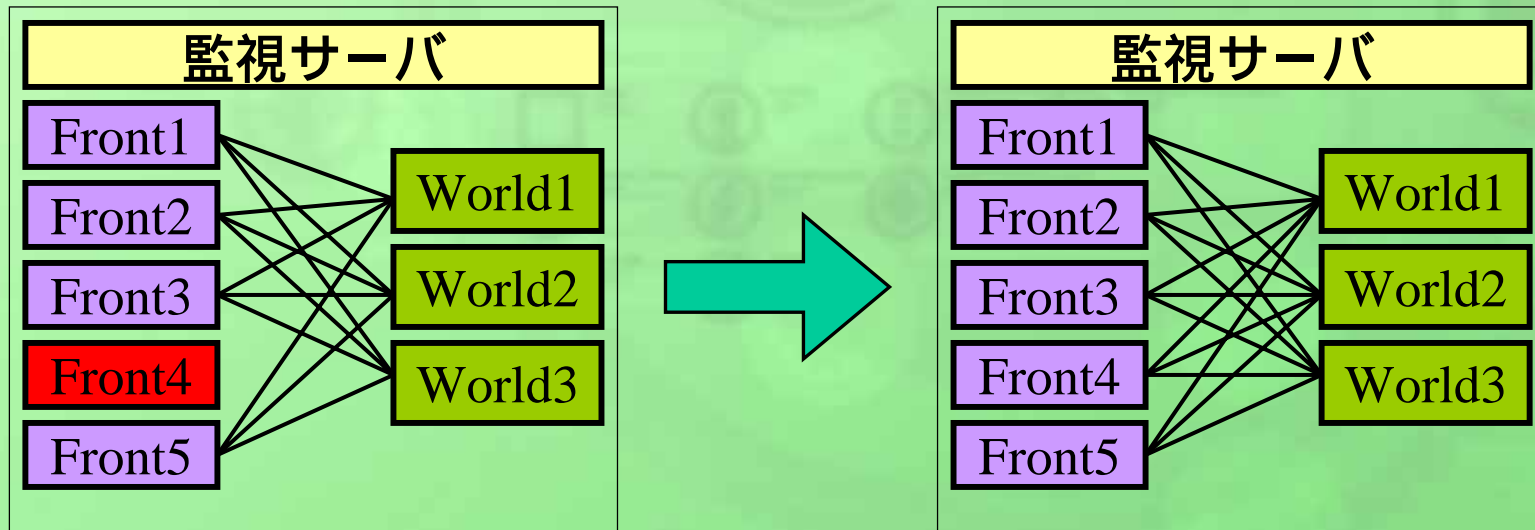 監視サーバ
Front1
Front2
Front3
Front4
Front5
World1
World2
World3
監視サーバ
Front1
Front2
Front3
Front4
Front5
World1
World2
World3